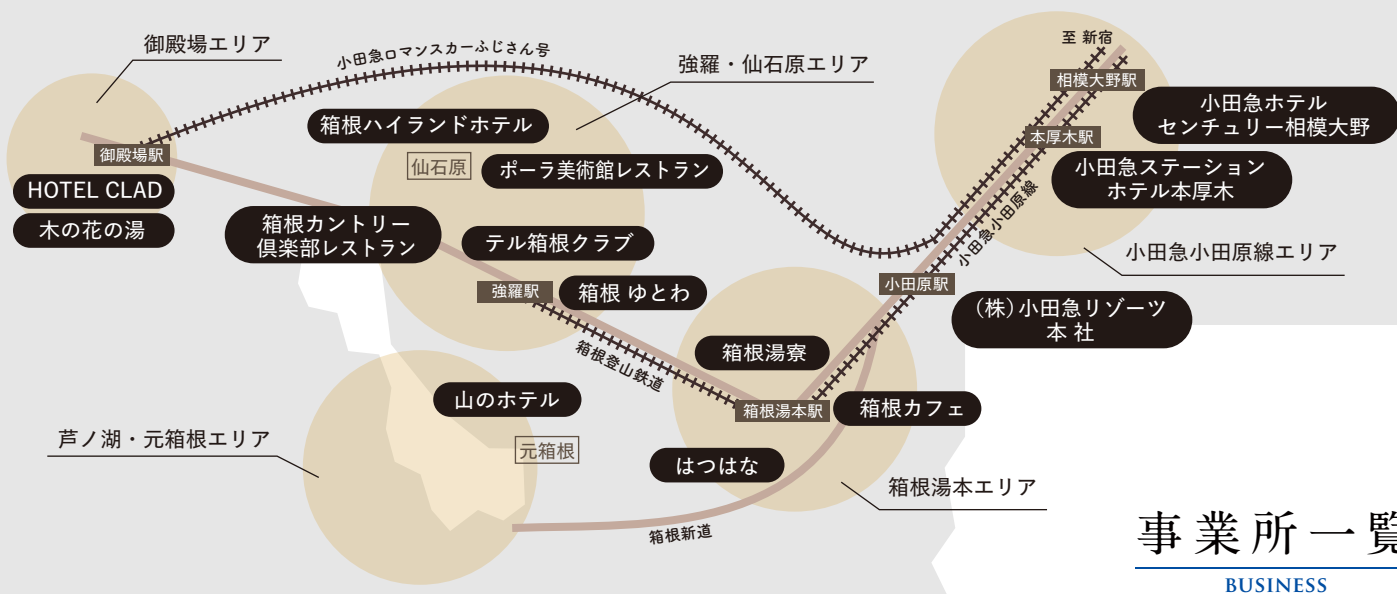 御殿場エリア
小田急ロマンスカーふじさん号
強羅・仙石原エリア
至 新宿
相模大野駅
小田急ホテル
センチュリー相模大野
箱根ハイランドホテル
本厚木駅
御殿場駅
仙石原
ポーラ美術館レストラン
小田急ステーション
ホテル本厚木
HOTEL CLAD
木の花の湯
箱根カントリー
倶楽部レストラン
テル箱根クラブ
小田急小田原線
小田急小田原線エリア
強羅駅
箱根 ゆとわ
小田原駅
(株)小田急リゾーツ
本 社
箱根登山鉄道
箱根湯寮
山のホテル
箱根湯本駅
箱根カフェ
芦ノ湖・元箱根エリア
元箱根
はつはな
箱根湯本エリア
箱根新道
事業所一覧
BUSINESS